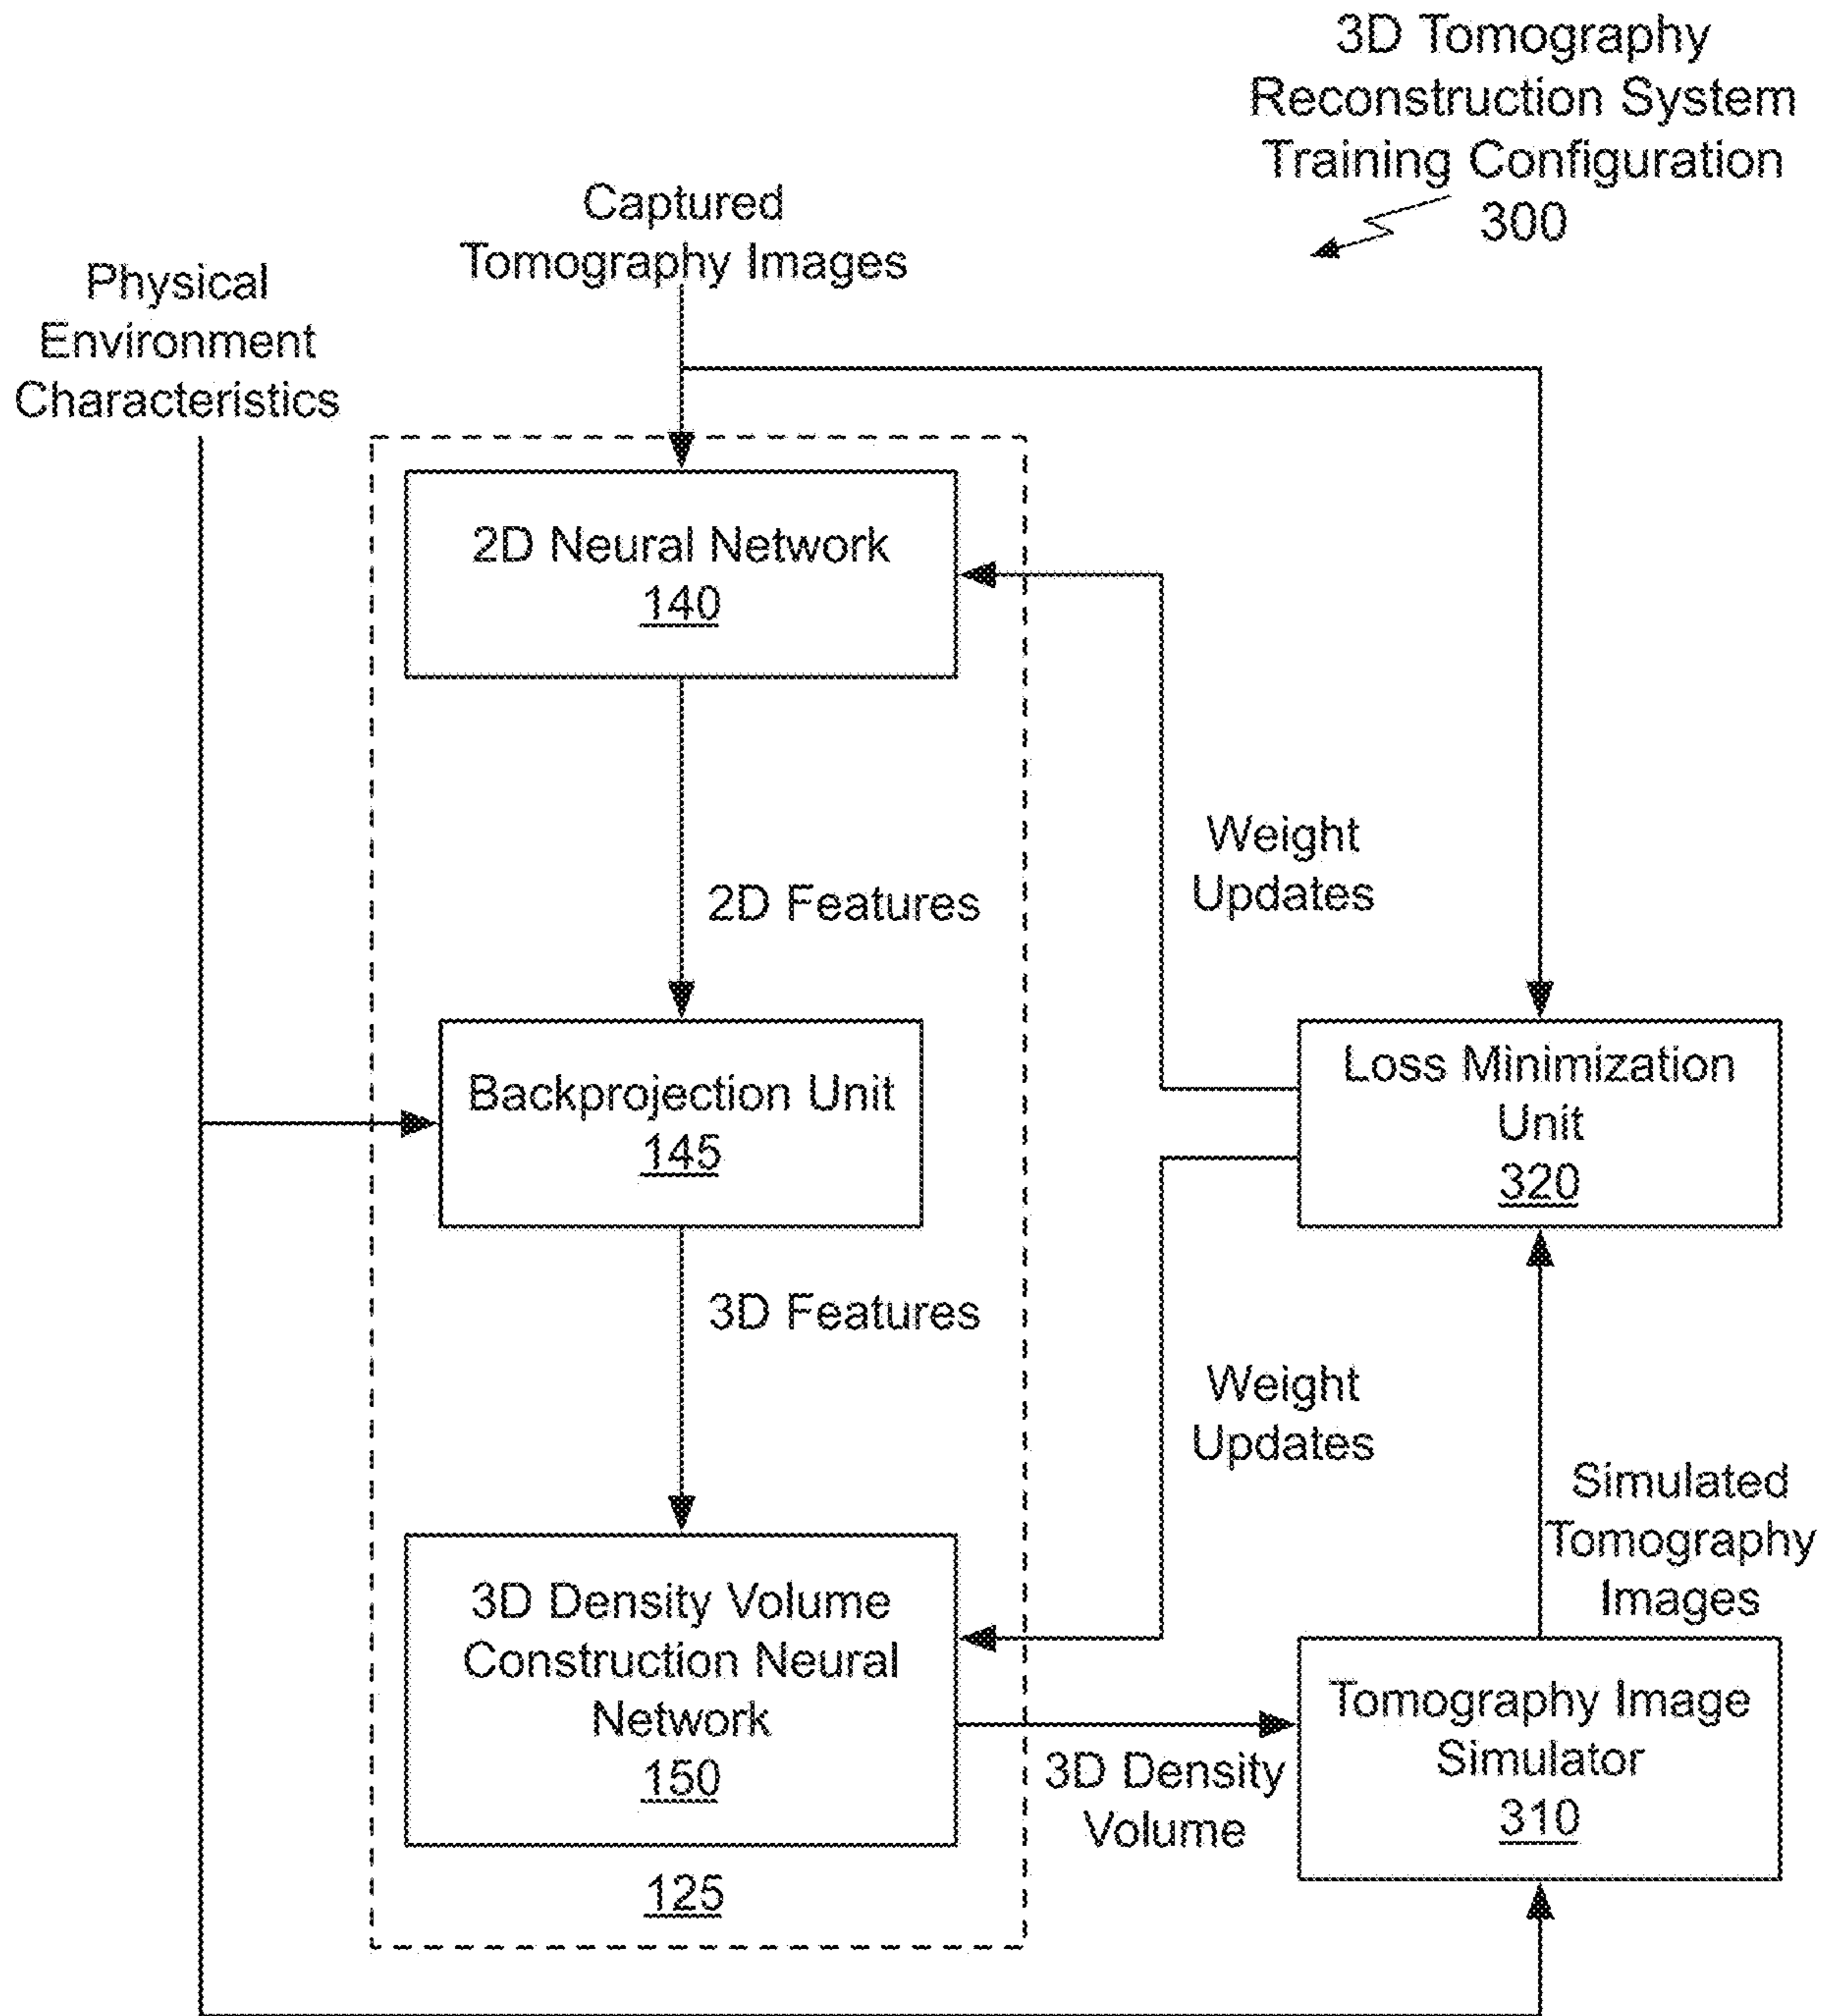 3D Tomography
Reconstruction System
Training Configuration
300
Captured
Tomography Images
Physical
Environment
Characteristics
2D Neural Network
140
Weight
Updates
2D Features
Backprojection Unit
145
Loss Minimization
Unit
320
3D Features
Weight
Updates
Simulated
Tomography
Images
3D Density Volume
Construction Neural
Network
150
3D Density
Volume
Tomography Image
Simulator
310
125